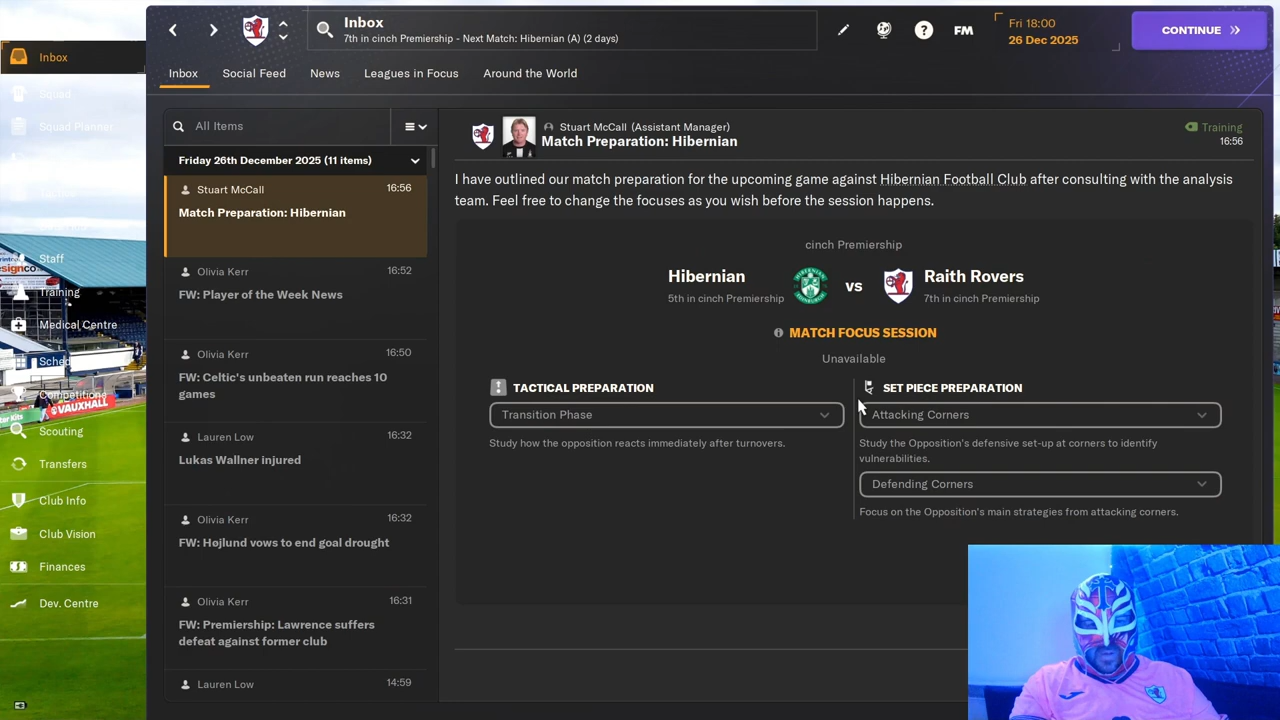 Inbox
7th in cinch Premiership - Next Match: Hibernian (A) (2 days)
FM
Fri 18:00
26 Dec 2025
CONTINUE
Inbox
Social Feed
News
Leagues in Focus
Around the World
Inbox
Squad
Squad Planner
Staff
Training
Medical Centre
Sched
Competitions
VAUXHALL
Scouting
Transfers
Club Info
Club Vision
Finances
Dev. Centre
All Items
Friday 26th December 2025 (11 items)
Stuart McCall 16:56
Match Preparation: Hibernian
Olivia Kerr 16:52
FW: Player of the Week News
Olivia Kerr 16:50
FW: Celtic's unbeaten run reaches 10
games
Lauren Low 16:32
Lukas Wallner injured
Olivia Kerr 16:32
FW: Højlund vows to end goal drought
Olivia Kerr 16:31
FW: Premiership: Lawrence suffers
defeat against former club
Lauren Low 14:59
Stuart McCall (Assistant Manager)
Match Preparation: Hibernian
Training
16:56
I have outlined our match preparation for the upcoming game against Hibernian Football Club after consulting with the analysis
team. Feel free to change the focuses as you wish before the session happens.
cinch Premiership
Hibernian
5th in cinch Premiership
vs
Raith Rovers
7th in cinch Premiership
MATCH FOCUS SESSION
Unavailable
TACTICAL PREPARATION
Transition Phase
Study how the opposition reacts immediately after turnovers.
SET PIECE PREPARATION
Attacking Corners
Study the Opposition's defensive set-up at corners to identify
vulnerabilities.
Defending Corners
Focus on the Opposition's main strategies from attacking corners.